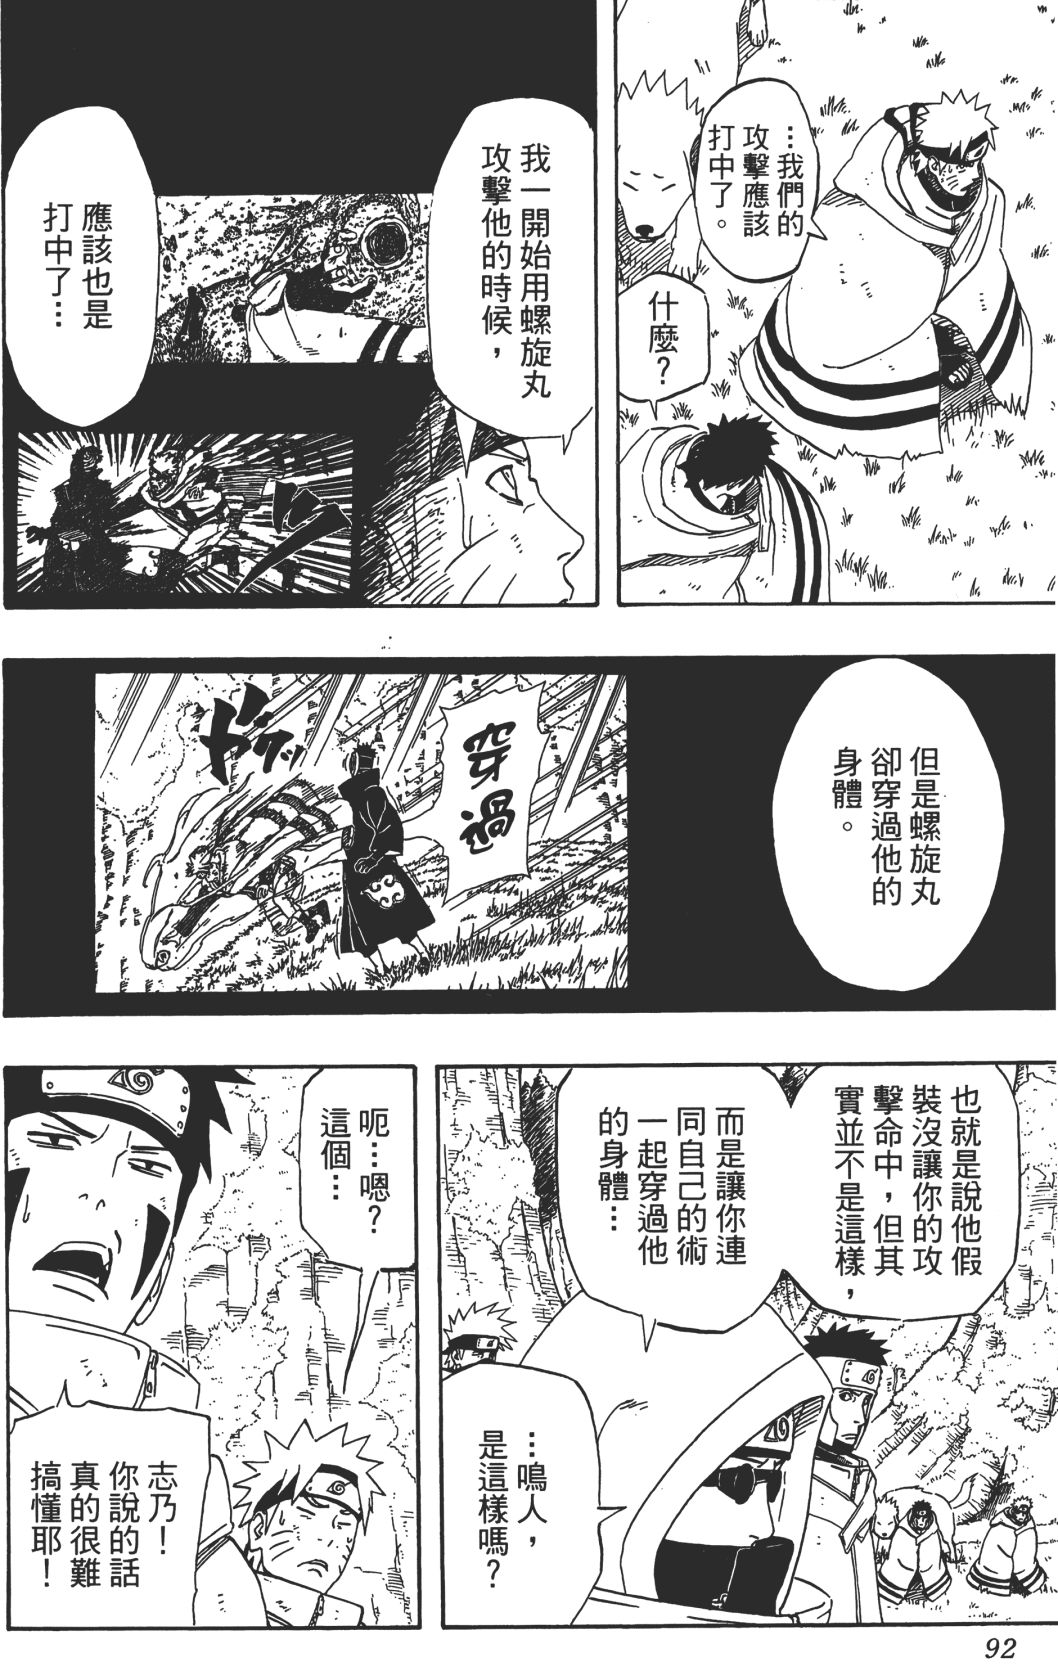 …我們的
攻擊應該
打中了。
什麼?
我一開始用螺旋丸
攻擊他的時候，
應該也是
打中了…
但是螺旋丸
卻穿過他的
身體。
穿過
ドグッ
也就是說他假
裝沒讓你的攻
擊命中，但其
實並不是這樣，
而是讓你連
同自己的術
一起穿過他
的身體…
…鳴人，
是這樣嗎?
呃…嗯?
這個…
志乃!
你說的話
真的很難
搞懂耶!
92